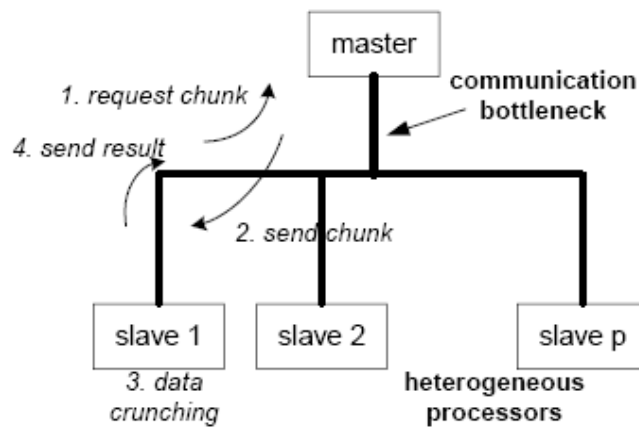 master
1. request chunk
communication
bottleneck
4. send result
2. send chunk
slave 1
slave 2
slave p
3. data
crunching
heterogeneous
processors